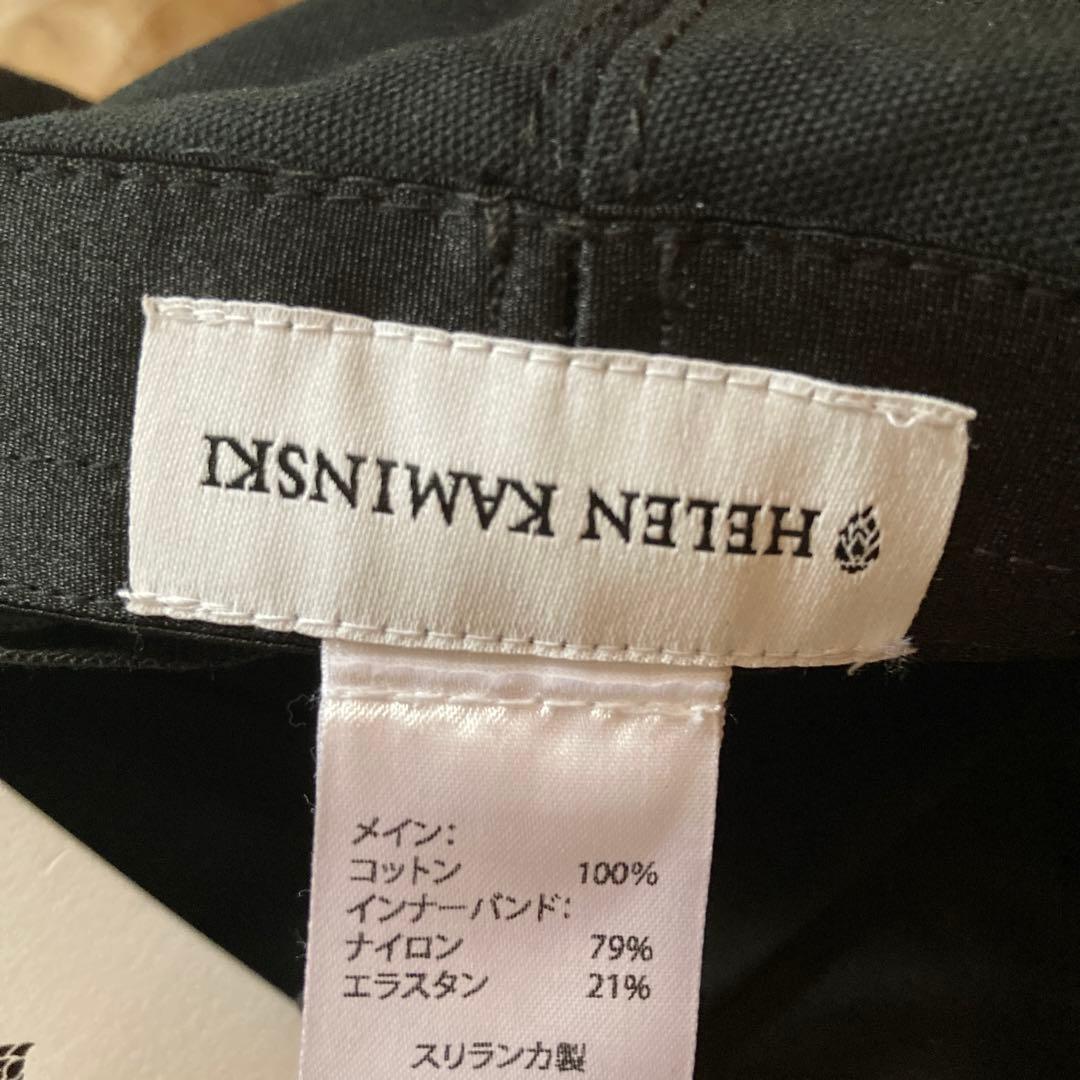 HELEN KAMINSKI
メイン:
コットン 100%
インナーバンド:
ナイロン 79%
エラスタン 21%
スリランカ製